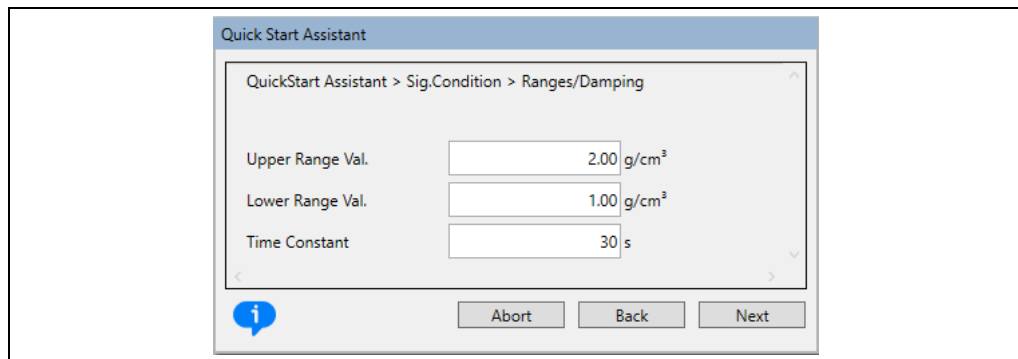 Quick Start Assistant
QuickStart Assistant > Sig.Condition > Ranges/Damping
Upper Range Val. 2.00 g/cm³
Lower Range Val. 1.00 g/cm³
Time Constant 30 s
i Abort Back Next